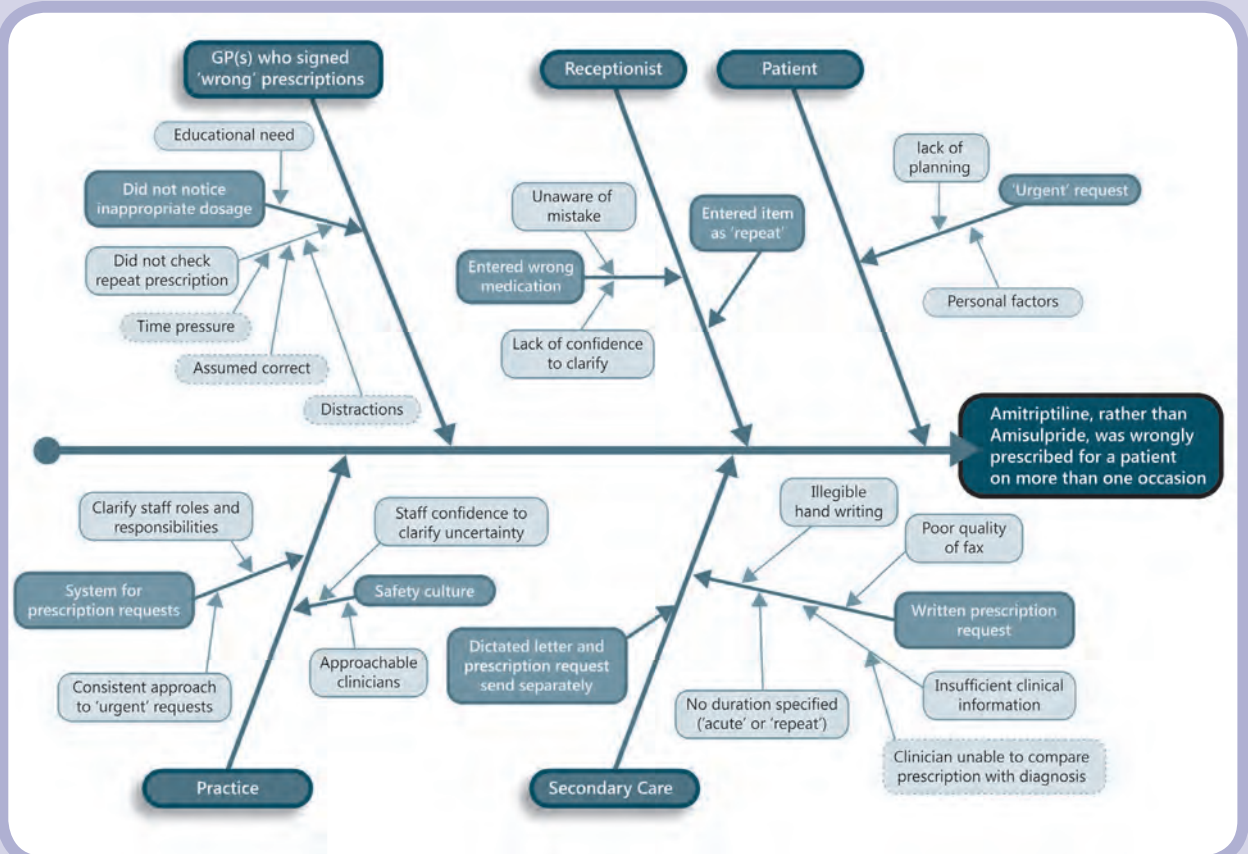 GP(s) who signed
'wrong' prescriptions
Receptionist
Patient
Educational need
Did not notice
inappropriate dosage
Did not check
repeat prescription
Time pressure
Assumed correct
Distractions
Unaware of
mistake
Entered item
as 'repeat'
Entered wrong
medication
Lack of confidence
to clarify
lack of
planning
'Urgent' request
Personal factors
Amitriptiline, rather than
Amisulpride, was wrongly
prescribed for a patient
on more than one occasion
Clarify staff roles and
responsibilities
Staff confidence to
clarify uncertainty
System for
prescription requests
Safety culture
Consistent approach
to 'urgent' requests
Approachable
clinicians
Practice
Illegible
hand writing
Poor quality
of fax
Written prescription
request
Dictated letter and
prescription request
send separately
No duration specified
('acute' or 'repeat')
Insufficient clinical
information
Clinician unable to compare
prescription with diagnosis
Secondary Care